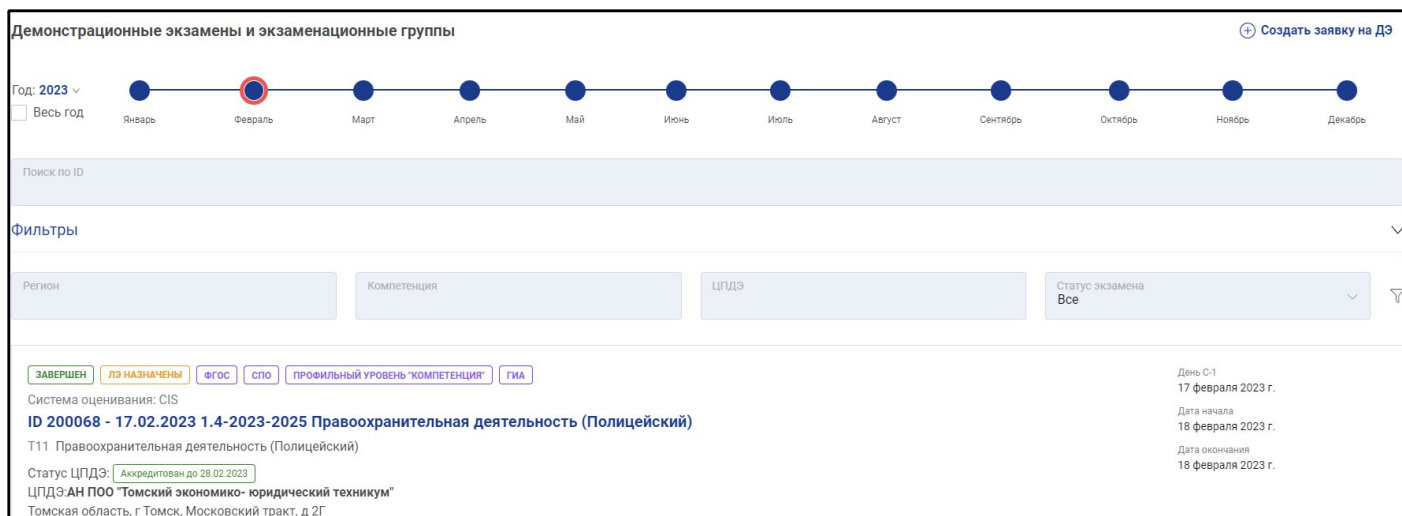 Демонстрационные экзамены и экзаменационные группы
Создать заявку на ДЭ
Год: 2023
Весь год
Январь Февраль Март Апрель Май Июнь Июль Август Сентябрь Октябрь Ноябрь Декабрь
Поиск по ID
Фильтры
Регион
Компетенция
ЦПДЭ
Статус экзамена
Все
ЗАВЕРШЕН ЛЭ НАЗНАЧЕНЫ ФГОС СПО ПРОФИЛЬНЫЙ УРОВЕНЬ "КОМПЕТЕНЦИЯ" ГИА
Система оценивания: CIS
ID 200068 - 17.02.2023 1.4-2023-2025 Правоохранительная деятельность (Полицейский)
T11 Правоохранительная деятельность (Полицейский)
Статус ЦПДЭ: Аккредитован до 28.02.2023
ЦПДЭ:АН ПОО "Томский экономико- юридический техникум"
Томская область, г Томск, Московский тракт, д 2Г
День С-1
17 февраля 2023 г.
Дата начала
18 февраля 2023 г.
Дата окончания
18 февраля 2023 г.